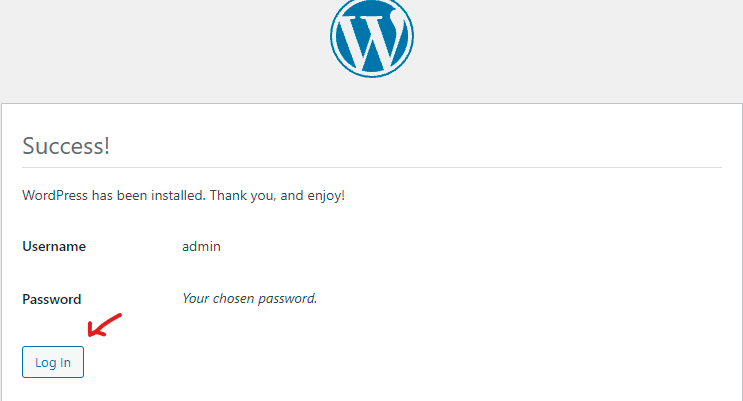 Success!
WordPress has been installed. Thank you, and enjoy!
Username admin
Password Your chosen password.
Log In